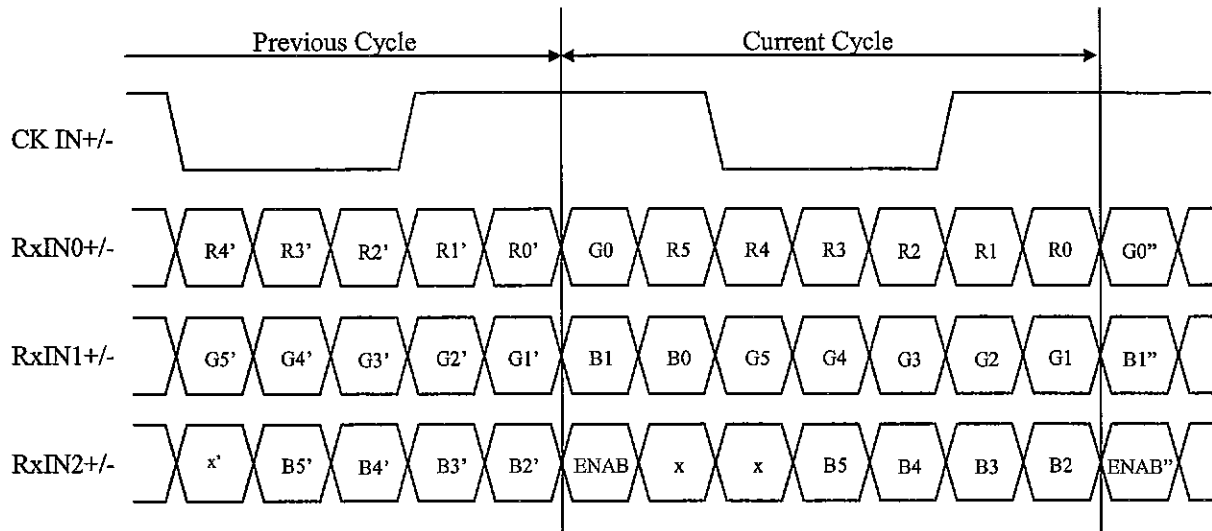 Previous Cycle Current Cycle
CK IN+/-
RxIN0+/- R4’ R3’ R2’ R1’ R0’ G0 R5 R4 R3 R2 R1 R0 G0”
RxIN1+/- G5’ G4’ G3’ G2’ G1’ B1 B0 G5 G4 G3 G2 G1 B1”
RxIN2+/- x’ B5’ B4’ B3’ B2’ ENAB x x B5 B4 B3 B2 ENAB”